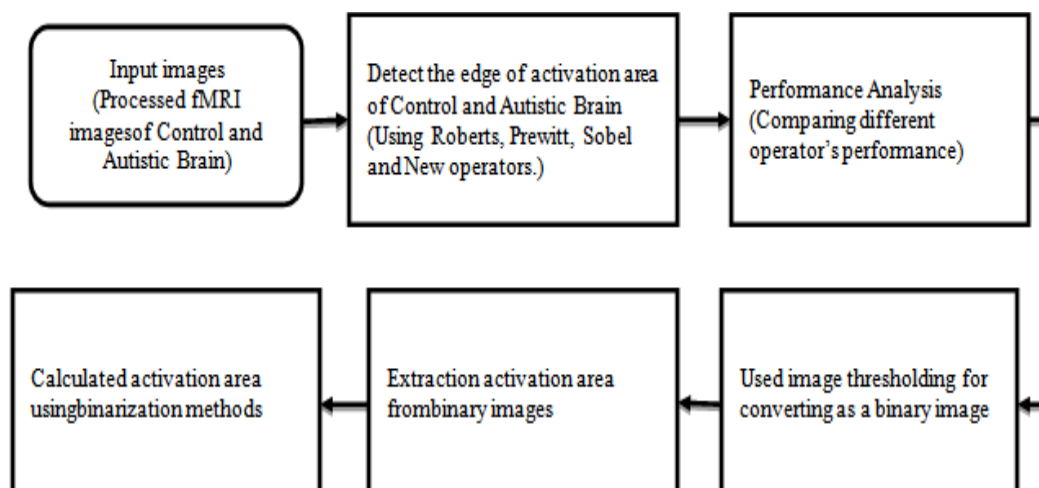 Input images
(Processed fMRI
imagesof Control and
Autistic Brain)
Detect the edge of activation area
of Control and Autistic Brain
(Using Roberts, Prewitt, Sobel
and New operators.)
Performance Analysis
(Comparing different
operator's performance)
Used image thresholding for
converting as a binary image
Extraction activation area
frombinary images
Calculated activation area
usingbinarization methods